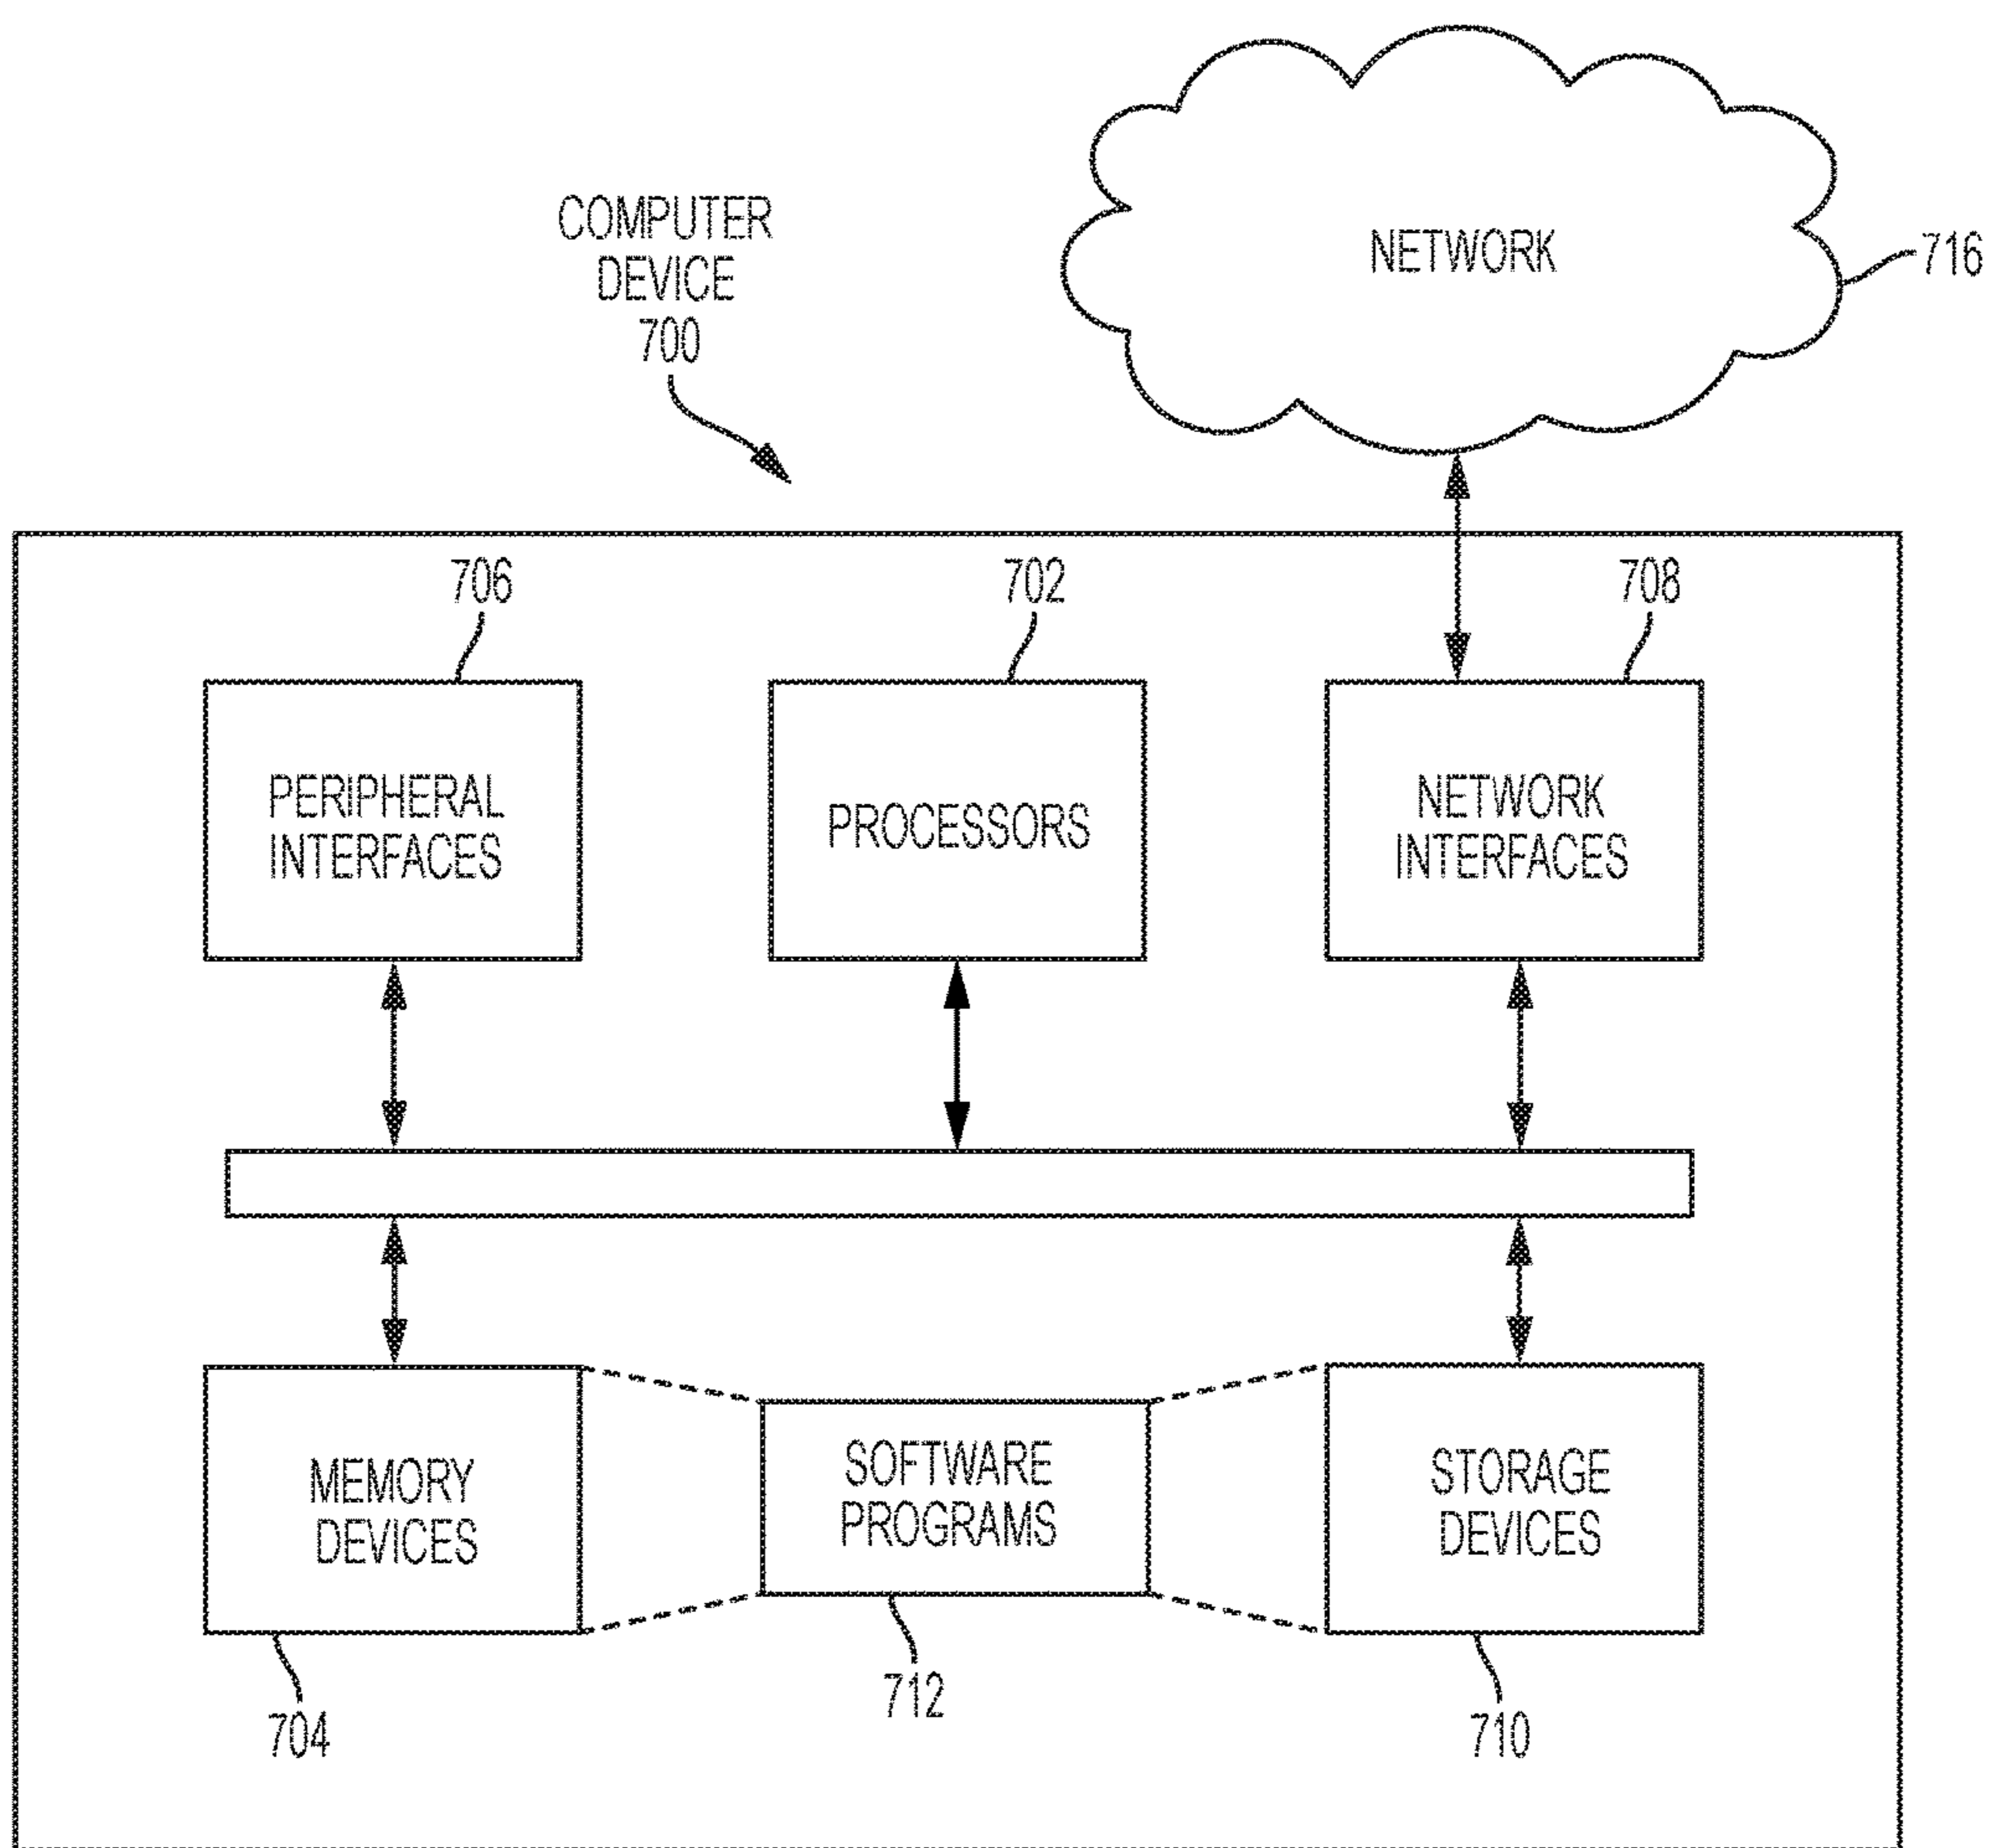 COMPUTER
DEVICE
700
NETWORK
716
706
702
708
PERIPHERAL
INTERFACES
PROCESSORS
NETWORK
INTERFACES
MEMORY
DEVICES
SOFTWARE
PROGRAMS
STORAGE
DEVICES
704
712
710